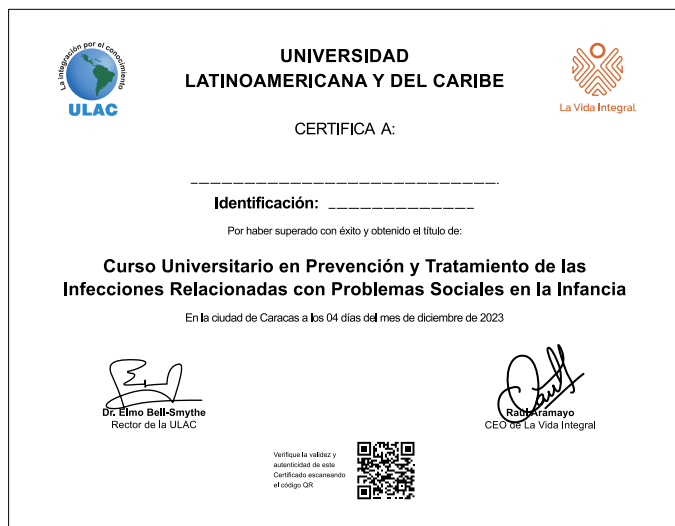 La integración por el conocimiento
ULAC
UNIVERSIDAD
LATINOAMERICANA Y DEL CARIBE
La Vida Integral
CERTIFICA A:
Identificación:
Por haber superado con éxito y obtenido el título de:
Curso Universitario en Prevención y Tratamiento de las
Infecciones Relacionadas con Problemas Sociales en la Infancia
En la ciudad de Caracas a los 04 días del mes de diciembre de 2023
Dr. Elmo Bell-Smythe
Rector de la ULAC
Raúl Aramayo
CEO de La Vida Integral
Verifique la validez y
autenticidad de este
Certificado escaneando
el código QR